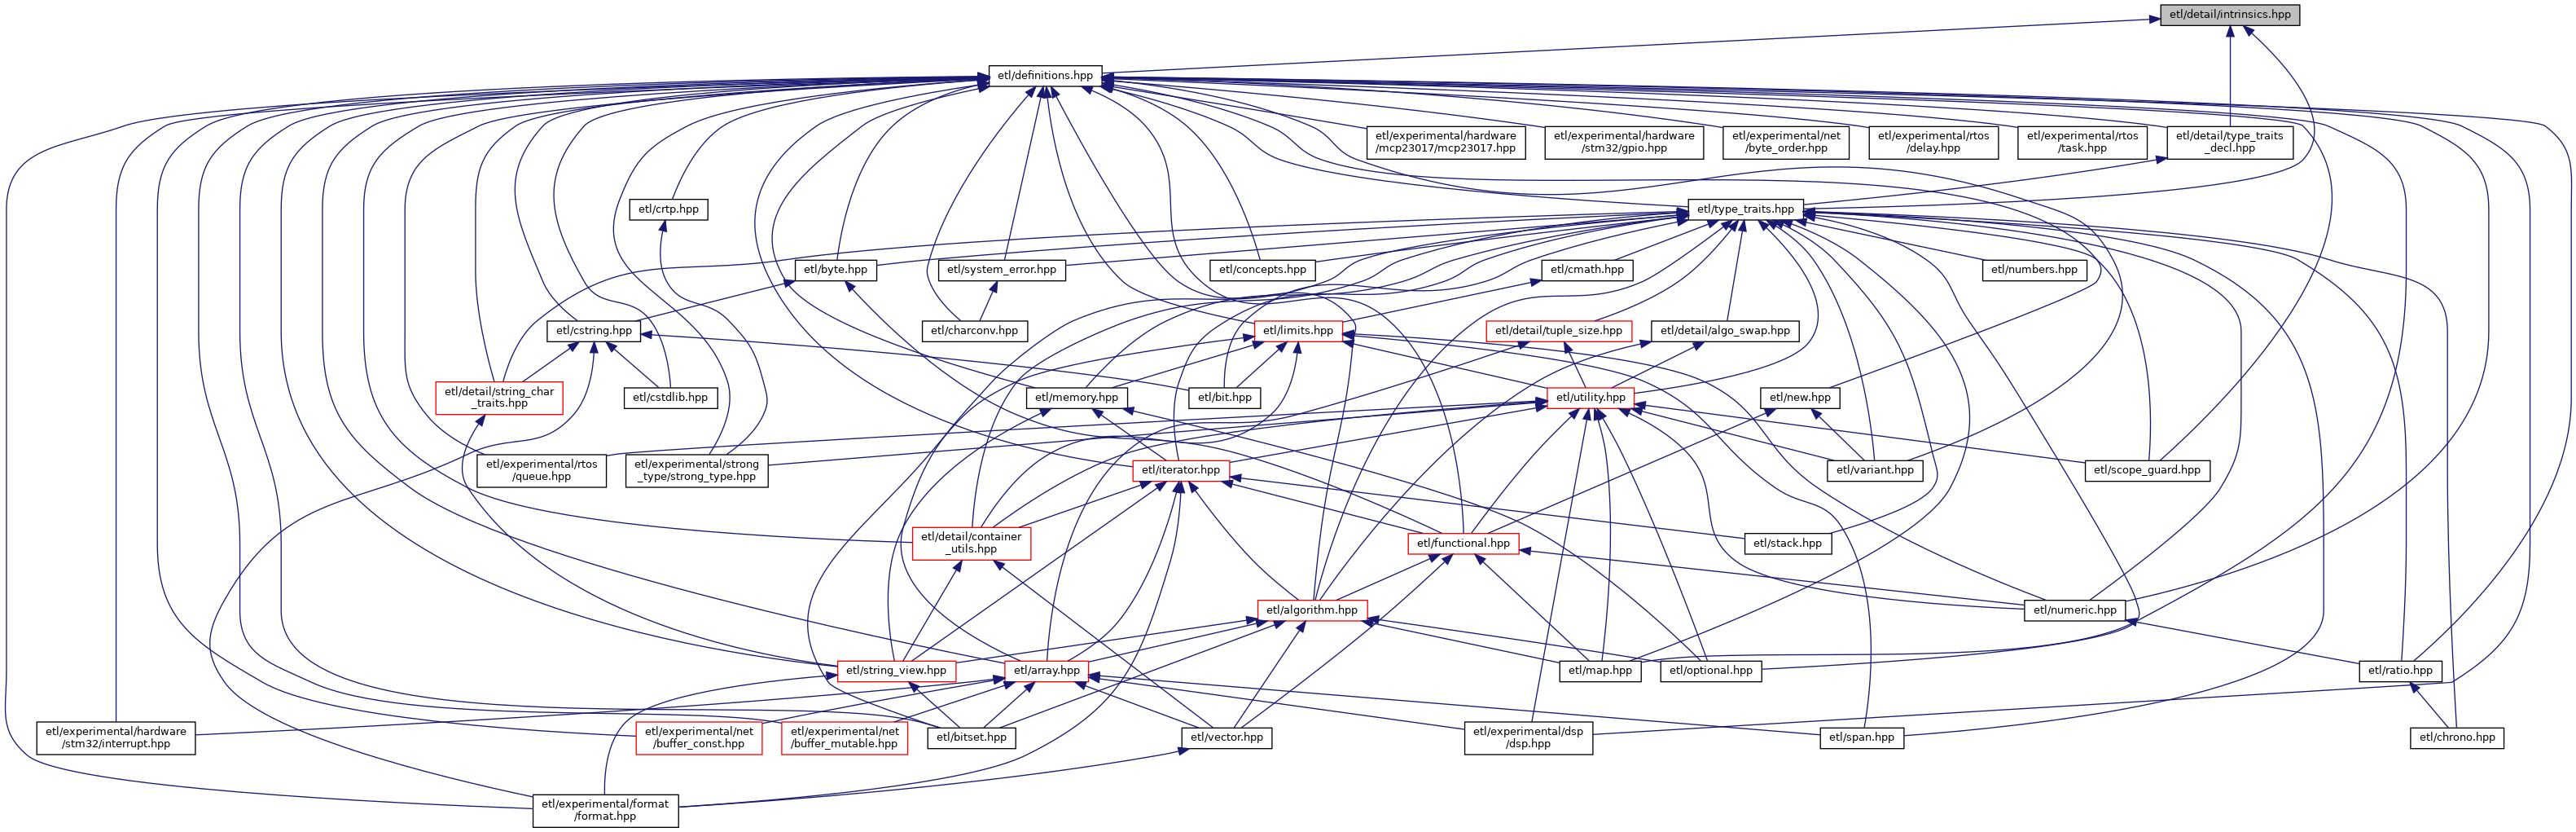 etl/detail/intrinsics.hpp
etl/definitions.hpp
etl/experimental/hardware
/mcp23017/mcp23017.hpp
etl/experimental/hardware
/stm32/gpio.hpp
etl/experimental/net
/byte_order.hpp
etl/experimental/rtos
/delay.hpp
etl/experimental/rtos
/task.hpp
etl/detail/type_traits
_decl.hpp
etl/crtp.hpp
etl/type_traits.hpp
etl/byte.hpp
etl/system_error.hpp
etl/concepts.hpp
etl/cmath.hpp
etl/numbers.hpp
etl/cstring.hpp
etl/charconv.hpp
etl/limits.hpp
etl/detail/tuple_size.hpp
etl/detail/algo_swap.hpp
etl/detail/string_char
_traits.hpp
etl/cstdlib.hpp
etl/memory.hpp
etl/bit.hpp
etl/utility.hpp
etl/new.hpp
etl/experimental/rtos
/queue.hpp
etl/experimental/strong
_type/strong_type.hpp
etl/iterator.hpp
etl/variant.hpp
etl/scope_guard.hpp
etl/detail/container
_utils.hpp
etl/functional.hpp
etl/stack.hpp
etl/algorithm.hpp
etl/numeric.hpp
etl/string_view.hpp
etl/array.hpp
etl/map.hpp
etl/optional.hpp
etl/ratio.hpp
etl/experimental/hardware
/stm32/interrupt.hpp
etl/experimental/net
/buffer_const.hpp
etl/experimental/net
/buffer_mutable.hpp
etl/bitset.hpp
etl/vector.hpp
etl/experimental/dsp
/dsp.hpp
etl/span.hpp
etl/chrono.hpp
etl/experimental/format
/format.hpp